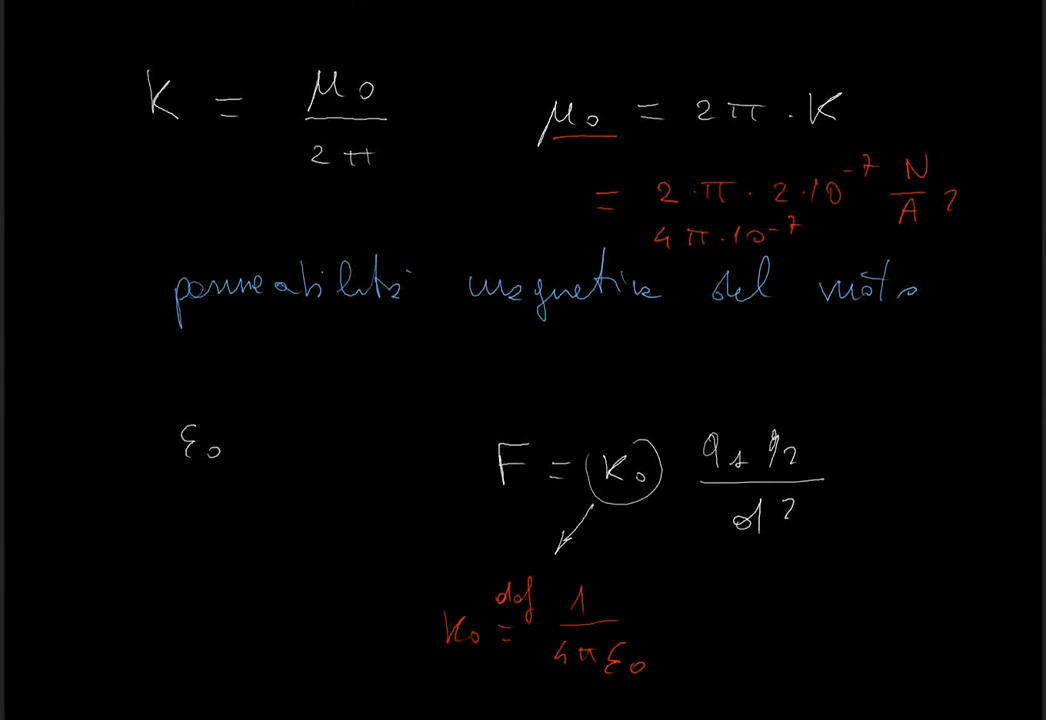 K = μ₀ / 2π
μ₀ = 2π · K
= 2 · π · 2 · 10⁻⁷ N / A²
4π · 10⁻⁷
permeabilità magnetica del vuoto
ε₀
F = K₀ q₁ q₂ / d²
K₀ def= 1 / 4πε₀